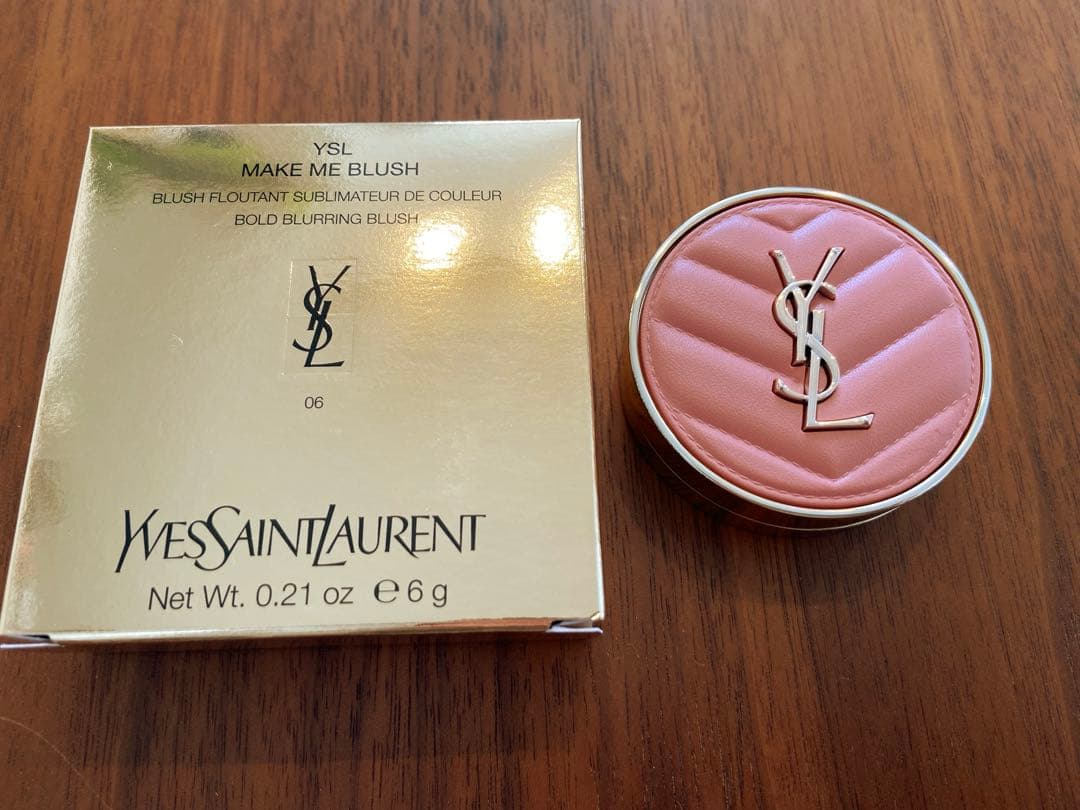 YSL
MAKE ME BLUSH
BLUSH FLOUTANT SUBLIMATEUR DE COULEUR
BOLD BLURRING BLUSH
YSL
06
YVESSAINTLAURENT
Net Wt. 0.21 oz ℮ 6 g
YSL